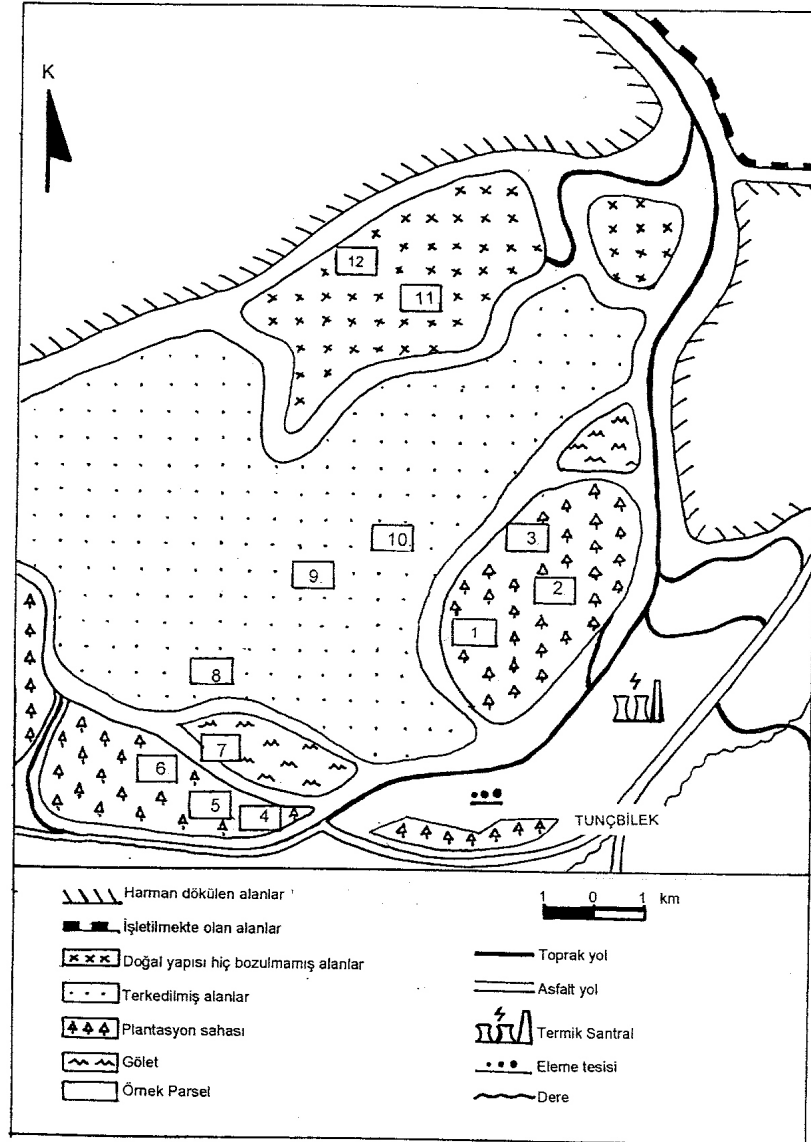 K
12
11
10
3
9
2
1
8
7
6
5
4
TUNÇBİLEK
Harman dökülen alanlar
İşletilmekte olan alanlar
Doğal yapısı hiç bozulmamış alanlar
Terkedilmiş alanlar
Plantasyon sahası
Gölet
Örnek Parsel
1 0 1 km
Toprak yol
Asfalt yol
Termik Santral
Eleme tesisi
Dere